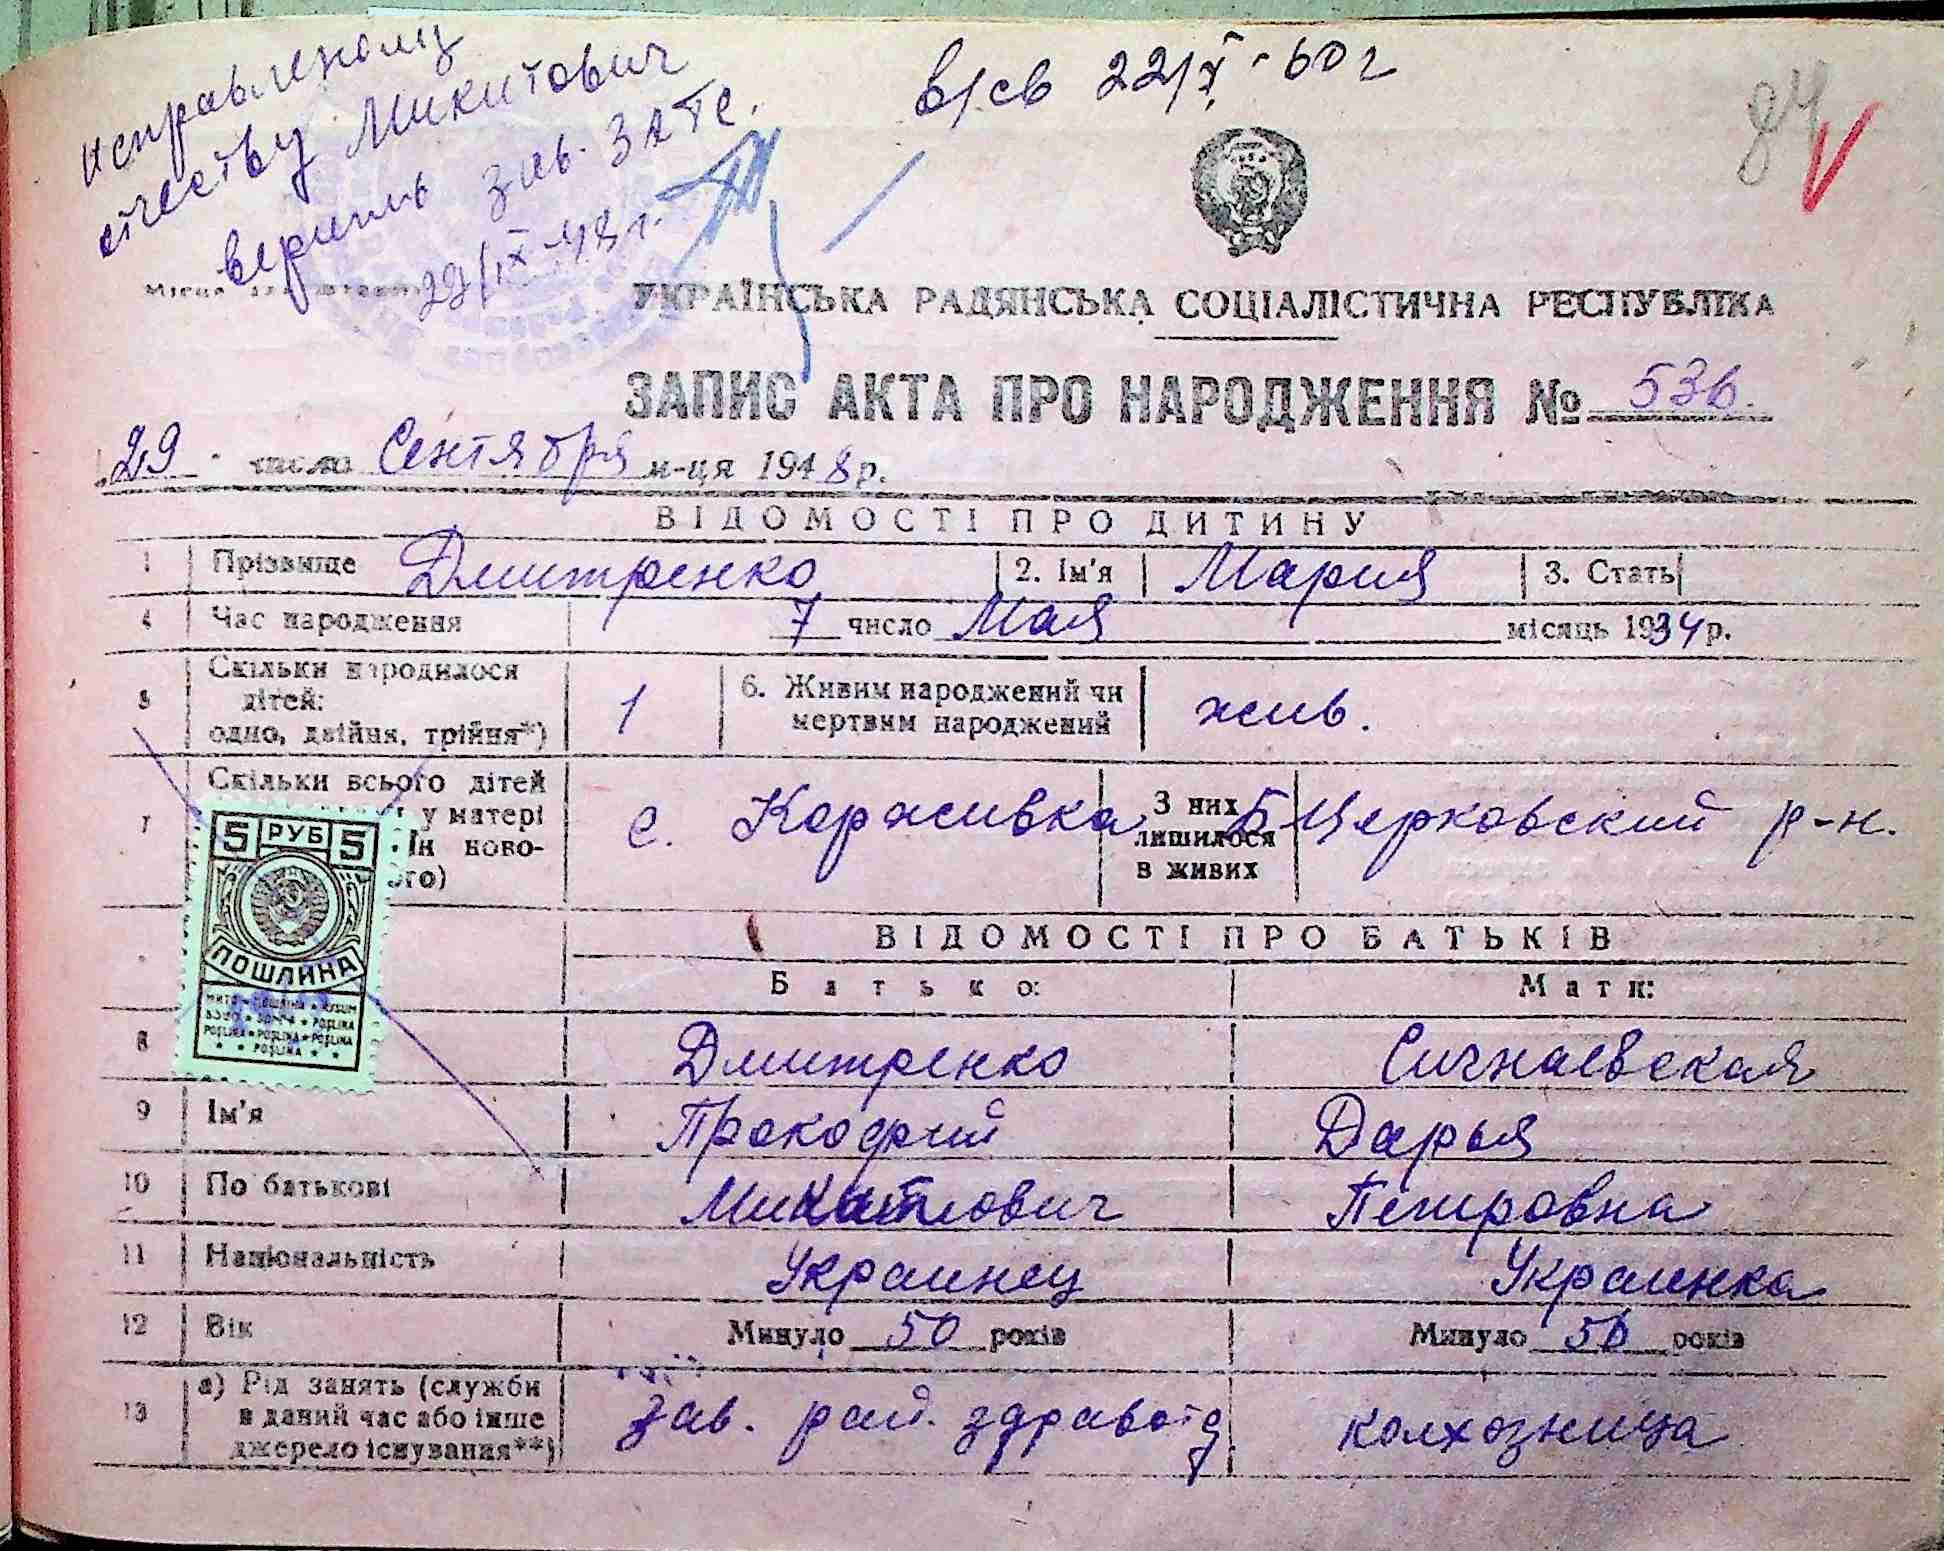 Исправленому
отчеству Микитович
верить зав. ЗАГС.
29/IX 48 г.
в/св 22/X-60 г
84
УКРАЇНСЬКА РАДЯНСЬКА СОЦІАЛІСТИЧНА РЕСПУБЛІКА
ЗАПИС АКТА ПРО НАРОДЖЕННЯ № 536.
29 число Сентября м-ця 1948 р.
ВІДОМОСТІ ПРО ДИТИНУ
1 Прізвище Дмитренко 2. Ім'я Мария 3. Стать
4 Час народження 7 число Мая місяць 1934 р.
5 Скільки народилося дітей: одно, двійня, трійня*) 1 6. Живим народжений чи мертвим народжений жив.
7 Скільки всього дітей у матері ново- ого) с. Корживка З них лишилося в живих Б-Церковский р-н.
5 РУБ 5
ПОШЛИНА
ВІДОМОСТІ ПРО БАТЬКІВ
Батько: Мати:
8 Дмитренко Сичнаевская
9 Ім'я Прокофий Дарья
10 По батькові Микитович Петровна
11 Національність Украинец Украинка
12 Вік Минуло 50 років Минуло 56 років
13 а) Рід занять (служби в даний час або інше джерело існування**) зав. рай. здравотд колхозница